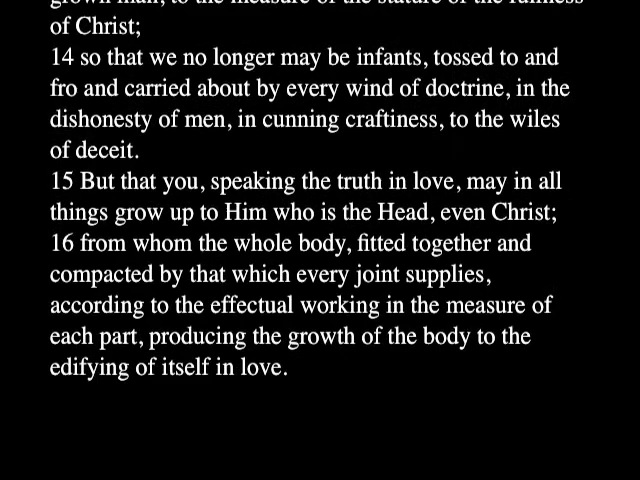 grown man, to the measure of the stature of the fullness
of Christ;
14 so that we no longer may be infants, tossed to and
fro and carried about by every wind of doctrine, in the
dishonesty of men, in cunning craftiness, to the wiles
of deceit.
15 But that you, speaking the truth in love, may in all
things grow up to Him who is the Head, even Christ;
16 from whom the whole body, fitted together and
compacted by that which every joint supplies,
according to the effectual working in the measure of
each part, producing the growth of the body to the
edifying of itself in love.